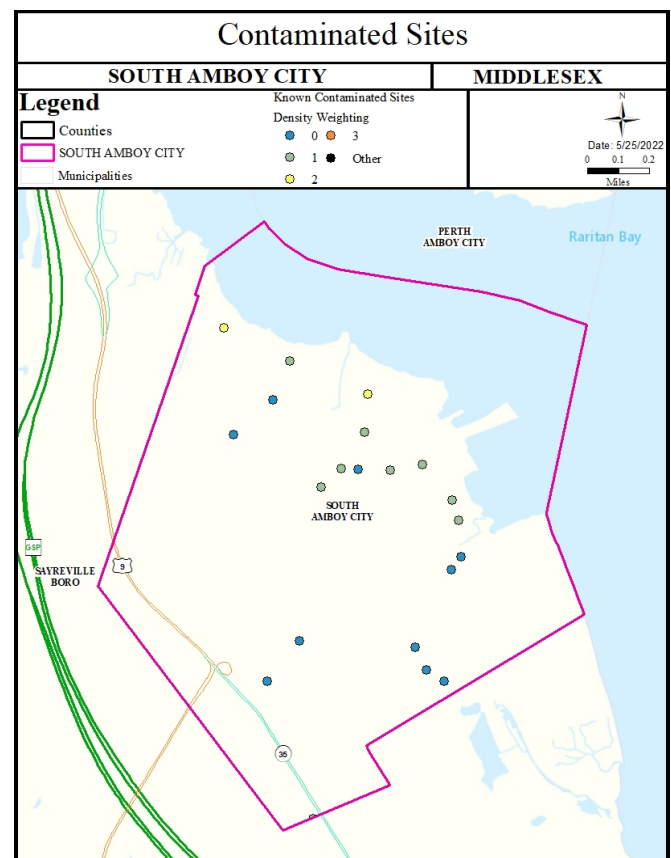 Contaminated Sites
SOUTH AMBOY CITY
MIDDLESEX
Legend
Counties
SOUTH AMBOY CITY
Municipalities
Known Contaminated Sites
Density Weighting
0
3
1
Other
2
N
Date: 5/25/2022
0 0.1 0.2
Miles
PERTH
AMBOY CITY
Raritan Bay
SOUTH
AMBOY CITY
GSP
SAYREVILLE
BORO
9
35